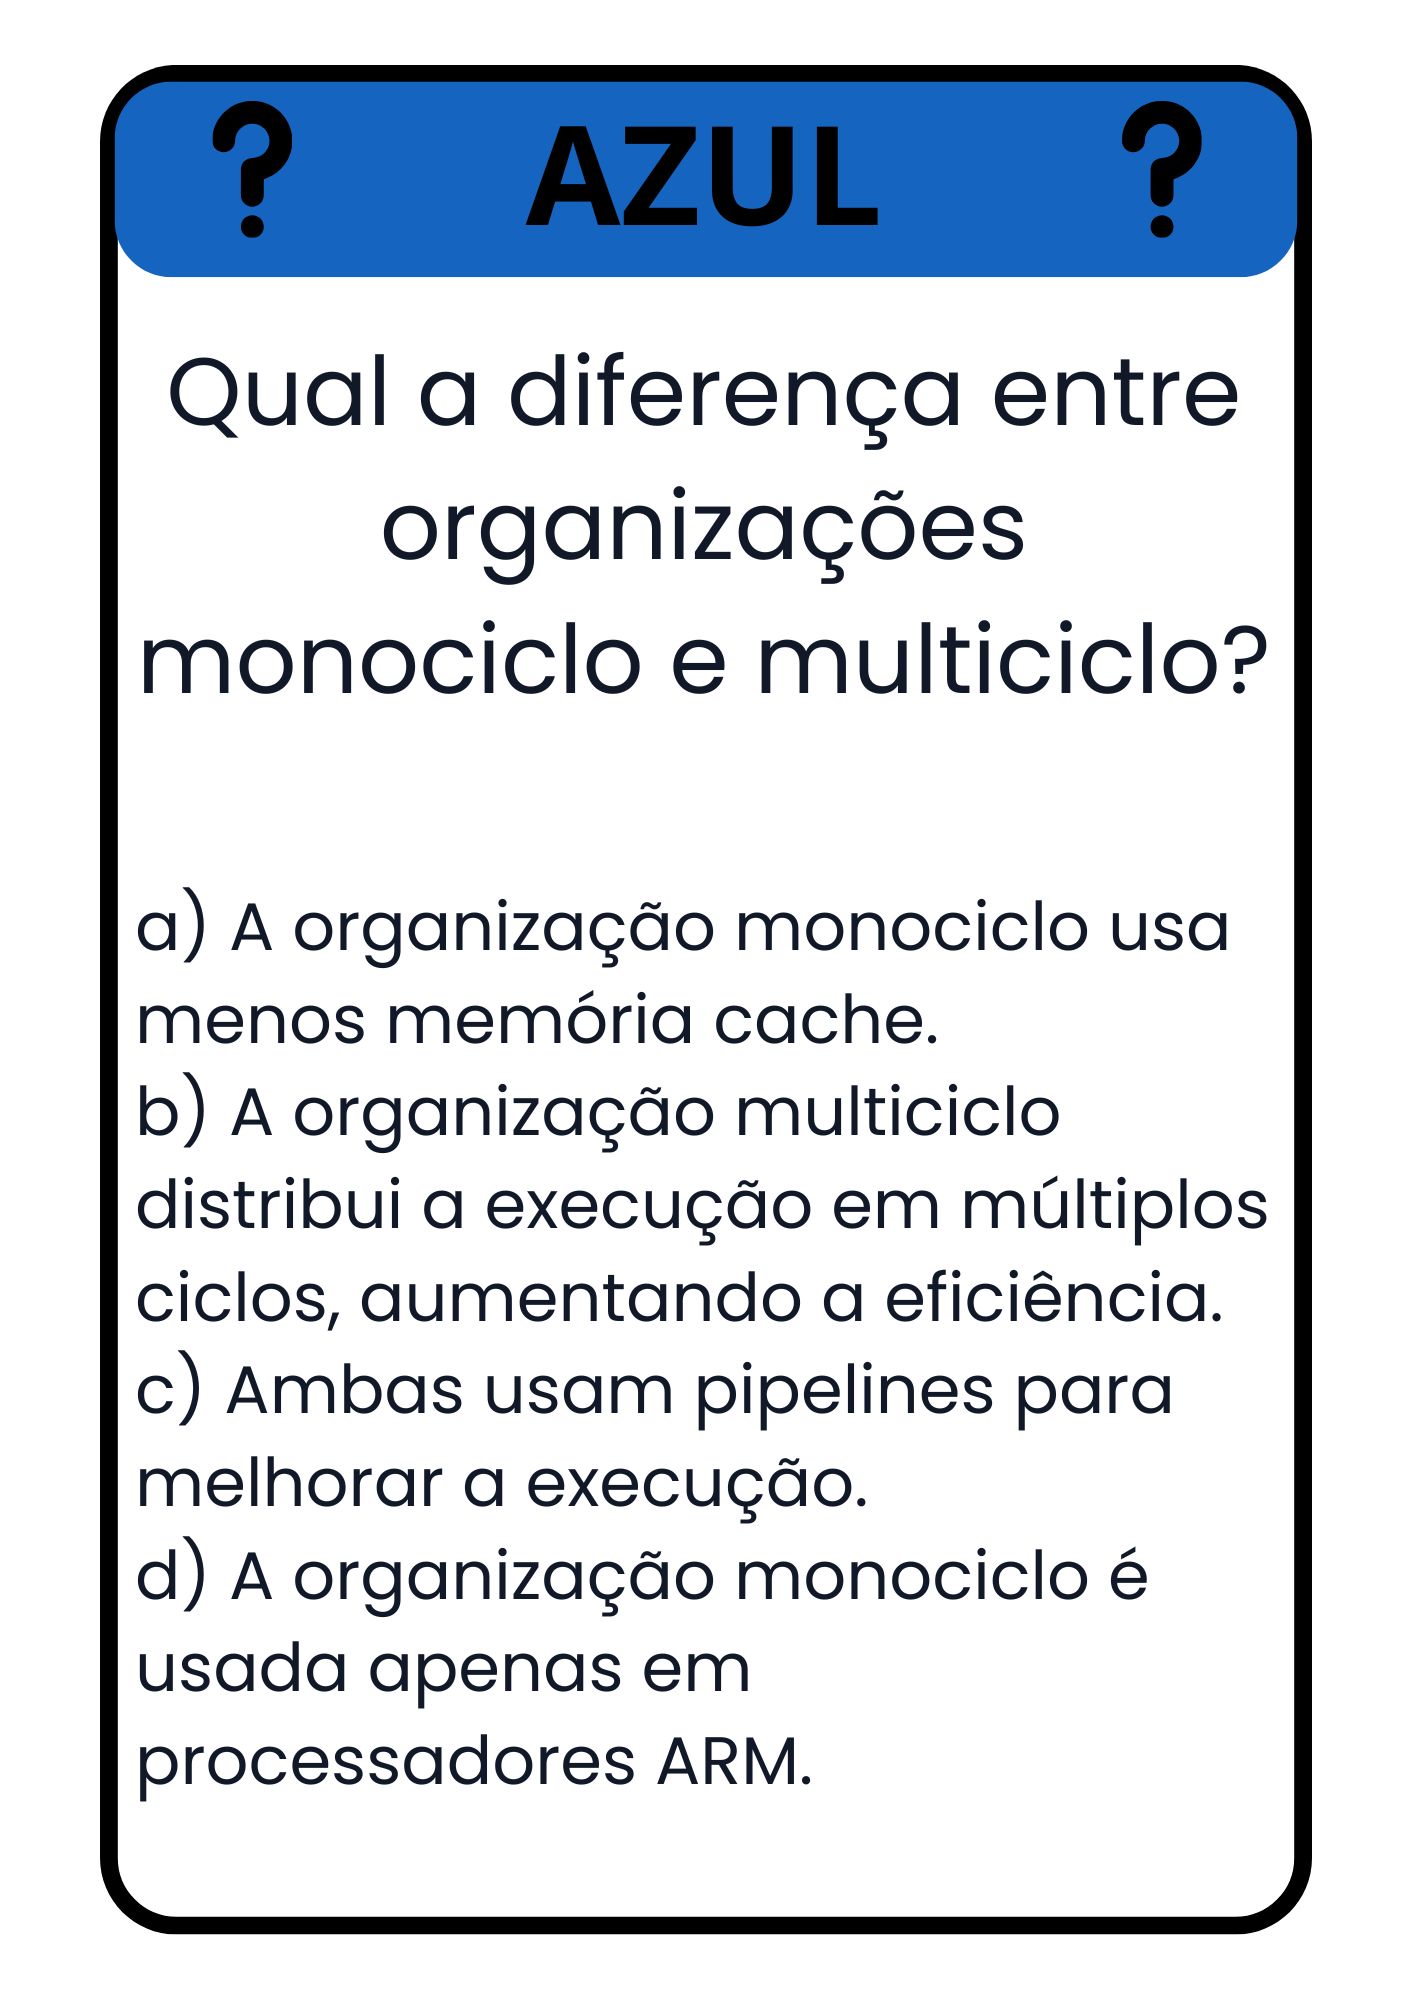 ? AZUL ?
Qual a diferença entre
organizações
monociclo e multiciclo?
a) A organização monociclo usa
menos memória cache.
b) A organização multiciclo
distribui a execução em múltiplos
ciclos, aumentando a eficiência.
c) Ambas usam pipelines para
melhorar a execução.
d) A organização monociclo é
usada apenas em
processadores ARM.